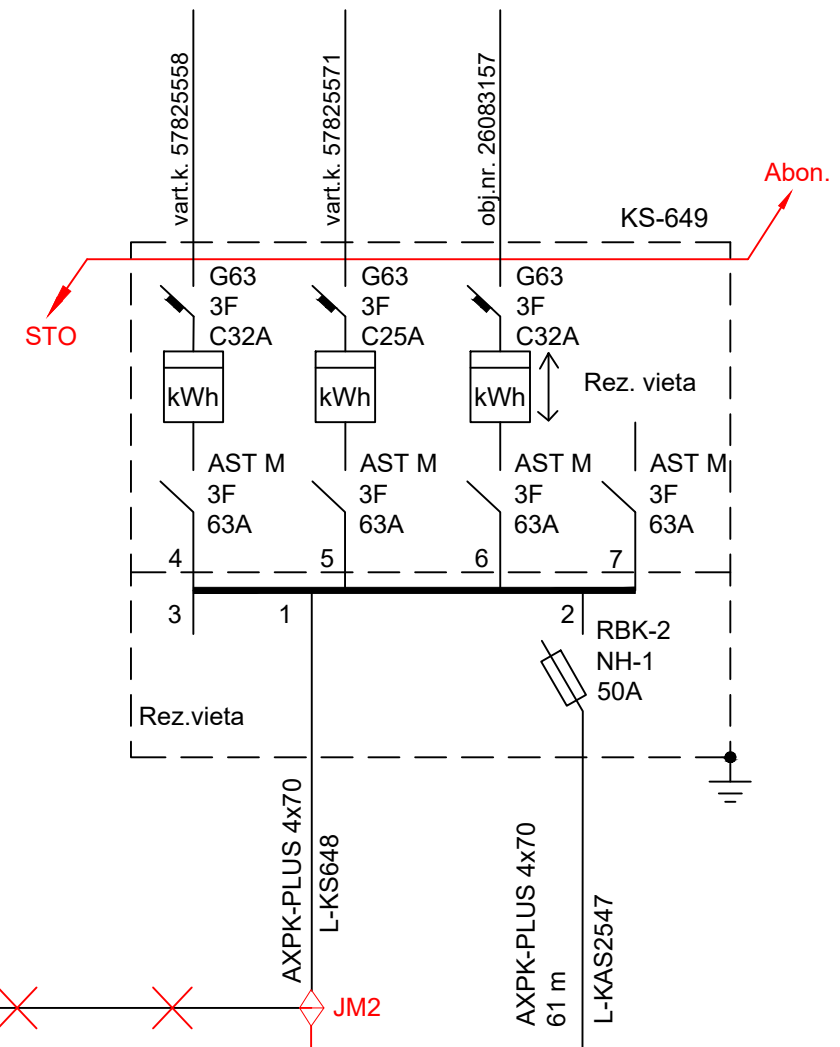 vart.k. 57825558
vart.k. 57825571
obj.nr. 26083157
Abon.
KS-649
STO
G63
3F
C32A
G63
3F
C25A
G63
3F
C32A
kWh
kWh
kWh
Rez. vieta
AST M
3F
63A
AST M
3F
63A
AST M
3F
63A
AST M
3F
63A
4
5
6
7
3
1
2
RBK-2
NH-1
50A
Rez.vieta
AXPK-PLUS 4x70
L-KS648
AXPK-PLUS 4x70
61 m
L-KAS2547
JM2